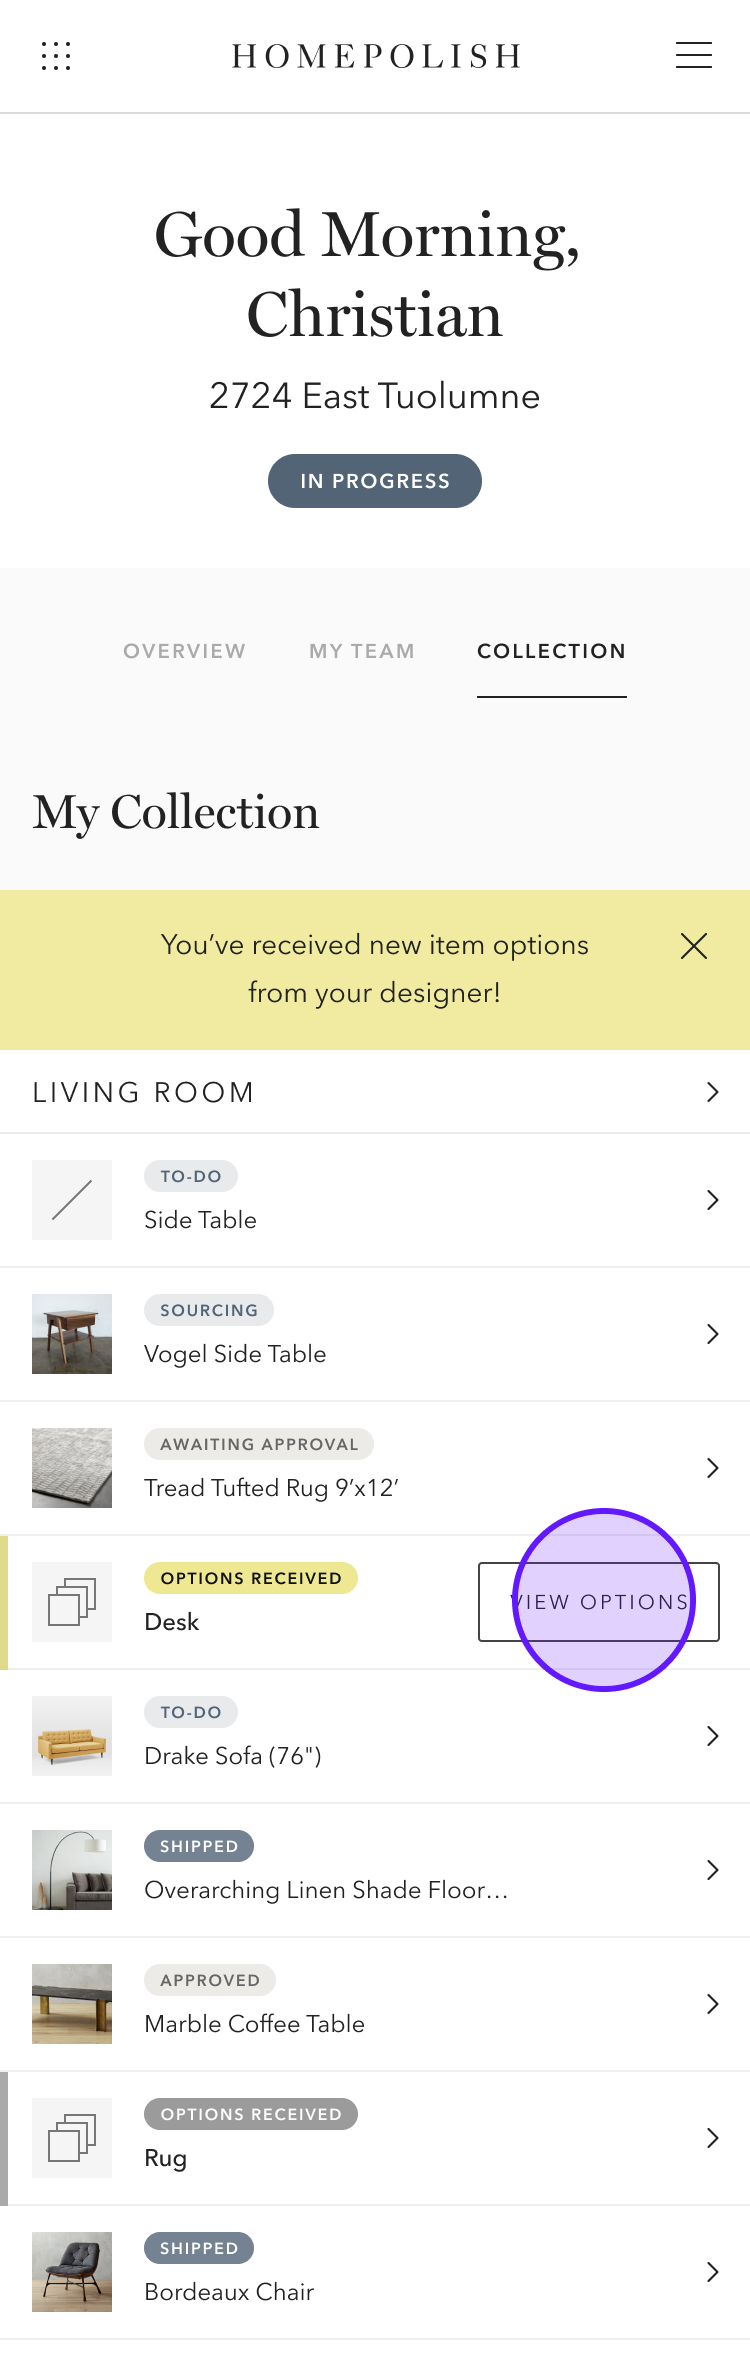 HOMEPOLISH
Good Morning,
Christian
2724 East Tuolumne
IN PROGRESS
OVERVIEW MY TEAM COLLECTION
My Collection
You’ve received new item options
from your designer!
LIVING ROOM
TO-DO
Side Table
SOURCING
Vogel Side Table
AWAITING APPROVAL
Tread Tufted Rug 9’x12’
OPTIONS RECEIVED
Desk
VIEW OPTIONS
TO-DO
Drake Sofa (76")
SHIPPED
Overarching Linen Shade Floor…
APPROVED
Marble Coffee Table
OPTIONS RECEIVED
Rug
SHIPPED
Bordeaux Chair